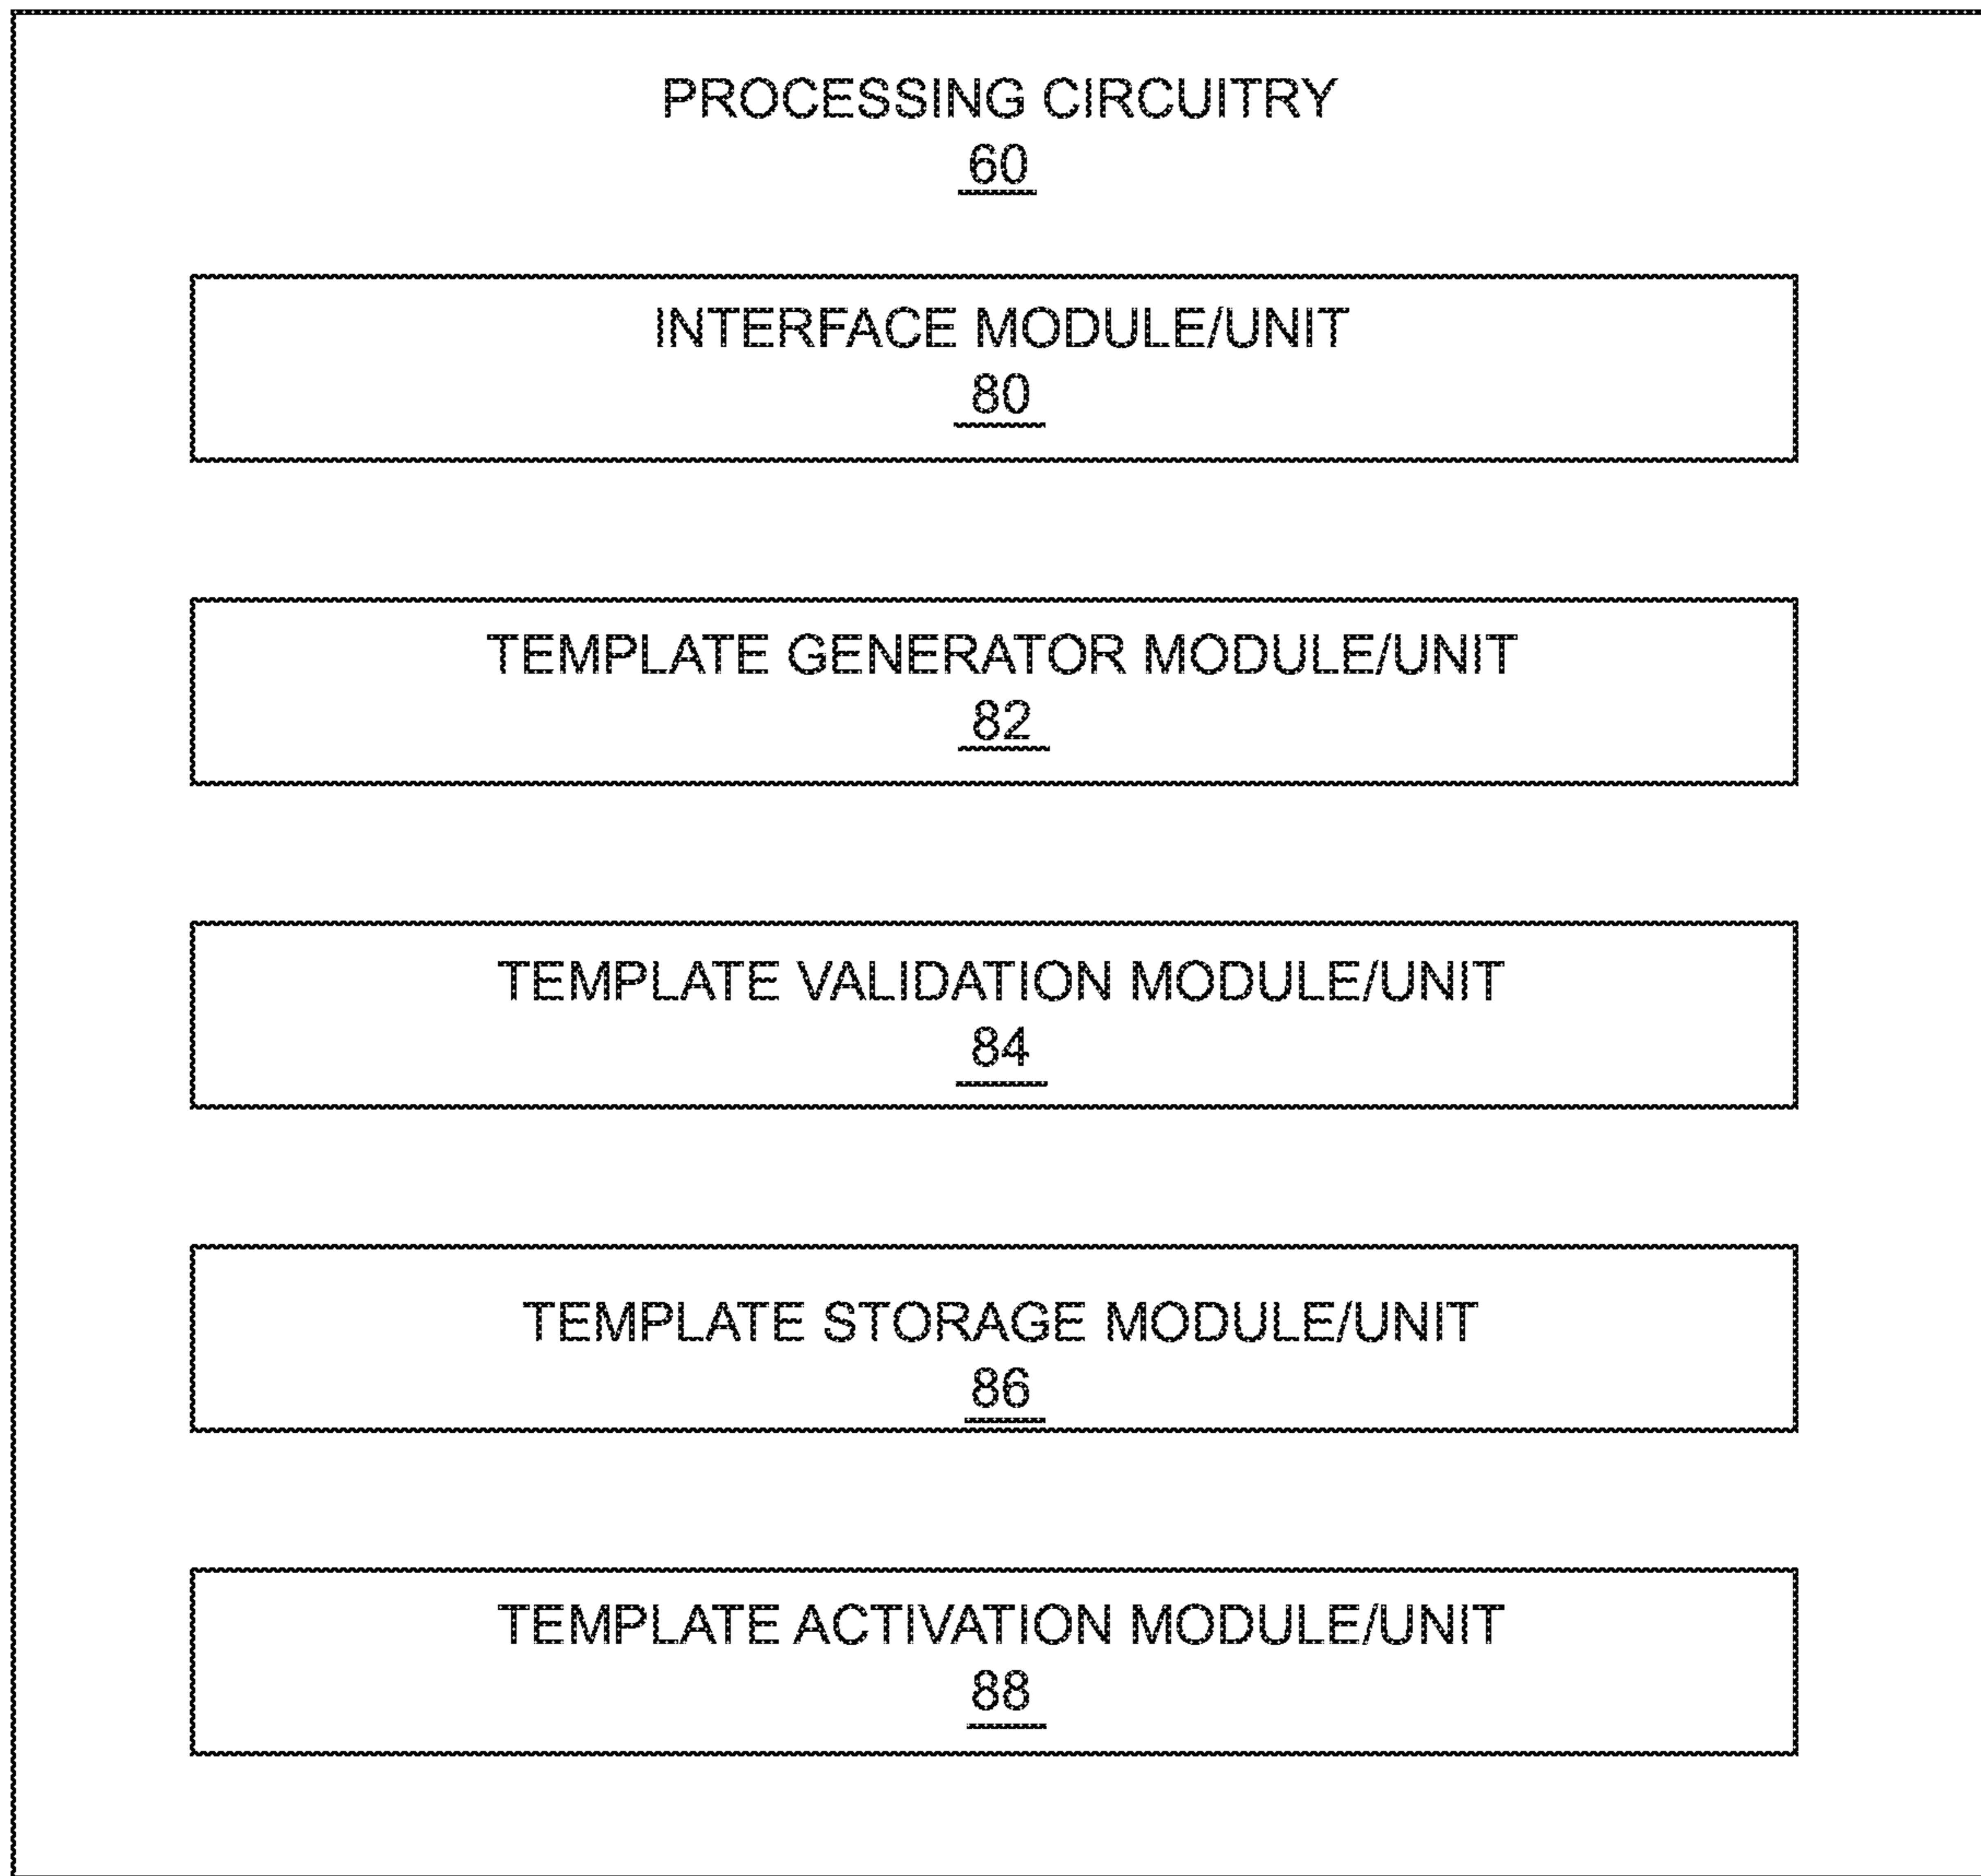 PROCESSING CIRCUITRY
60
INTERFACE MODULE/UNIT
80
TEMPLATE GENERATOR MODULE/UNIT
82
TEMPLATE VALIDATION MODULE/UNIT
84
TEMPLATE STORAGE MODULE/UNIT
86
TEMPLATE ACTIVATION MODULE/UNIT
88